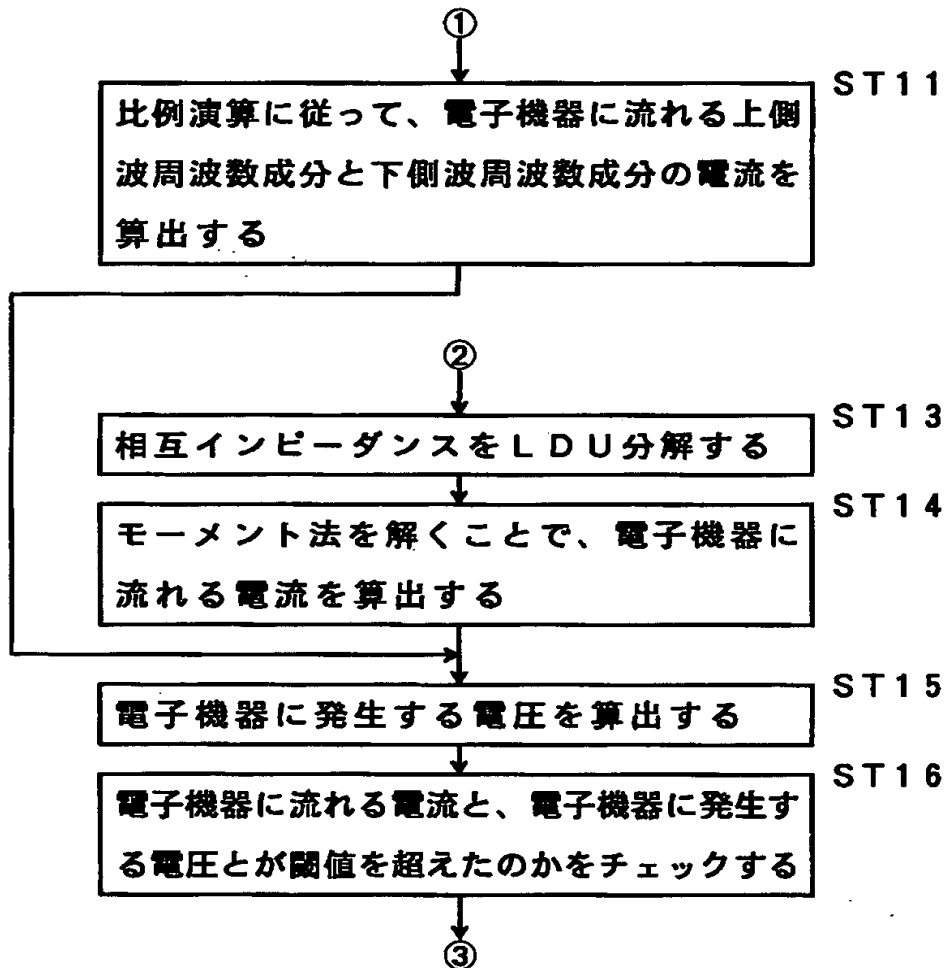 ①
ST11
比例演算に従って、電子機器に流れる上側
波周波数成分と下側波周波数成分の電流を
算出する
②
ST13
相互インピーダンスをLDU分解する
ST14
モーメント法を解くことで、電子機器に
流れる電流を算出する
ST15
電子機器に発生する電圧を算出する
ST16
電子機器に流れる電流と、電子機器に発生す
る電圧とが閾値を超えたのかをチェックする
③